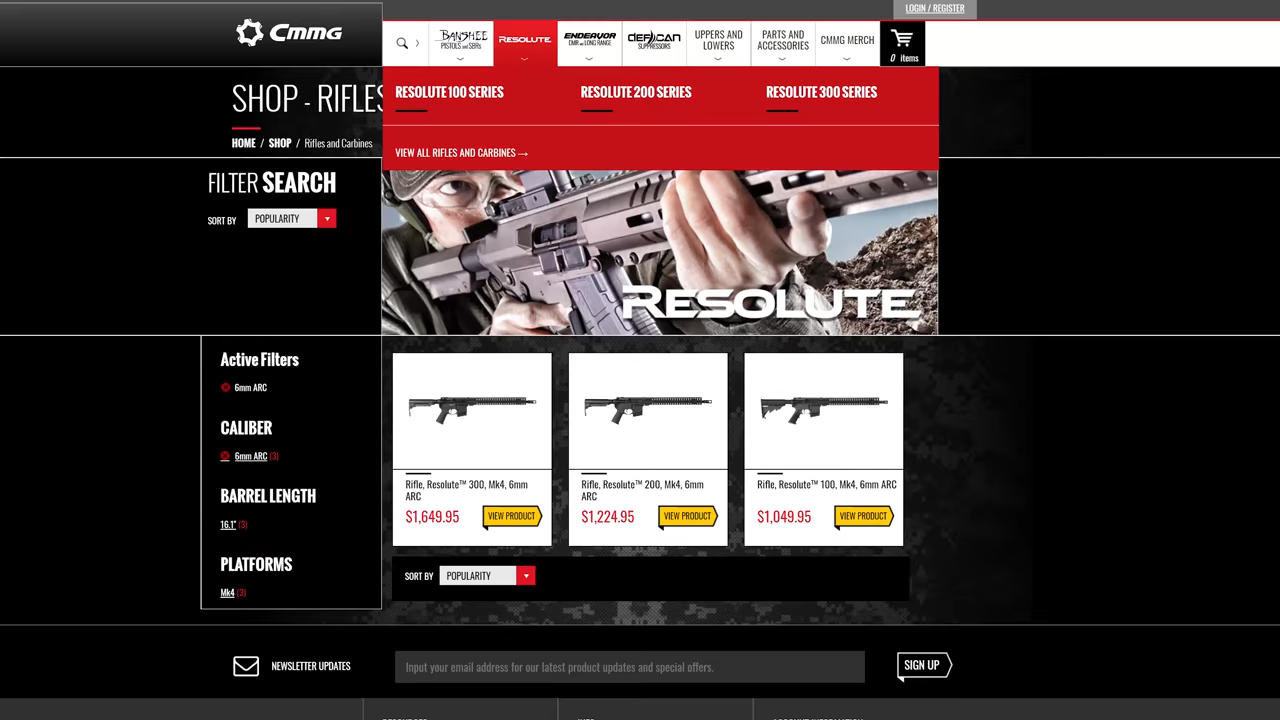 LOGIN / REGISTER
CMMG
BANSHEE
PISTOLS and SBRs
RESOLUTE
ENDEAVOR
DMR and LONG RANGE
DEFCAN
SUPPRESSORS
UPPERS AND
LOWERS
PARTS AND
ACCESSORIES
CMMG MERCH
0 items
RESOLUTE 100 SERIES
RESOLUTE 200 SERIES
RESOLUTE 300 SERIES
VIEW ALL RIFLES AND CARBINES →
SHOP - RIFLES
HOME / SHOP / Rifles and Carbines
FILTER SEARCH
SORT BY
POPULARITY
RESOLUTE
Active Filters
6mm ARC
CALIBER
6mm ARC (3)
BARREL LENGTH
16.1" (3)
PLATFORMS
Mk4 (3)
Rifle, Resolute™ 300, Mk4, 6mm
ARC
$1,649.95
VIEW PRODUCT
Rifle, Resolute™ 200, Mk4, 6mm
ARC
$1,224.95
VIEW PRODUCT
Rifle, Resolute™ 100, Mk4, 6mm ARC
$1,049.95
VIEW PRODUCT
SORT BY
POPULARITY
NEWSLETTER UPDATES
Input your email address for our latest product updates and special offers.
SIGN UP